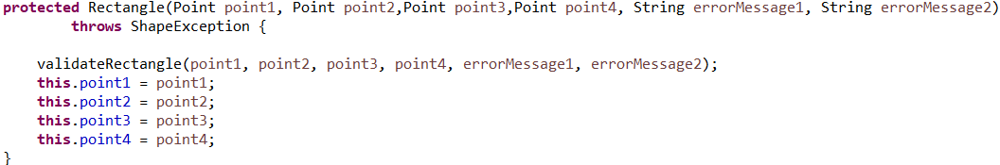 protected Rectangle(Point point1, Point point2,Point point3,Point point4, String errorMessage1, String errorMessage2)
throws ShapeException {
validateRectangle(point1, point2, point3, point4, errorMessage1, errorMessage2);
this.point1 = point1;
this.point2 = point2;
this.point3 = point3;
this.point4 = point4;
}